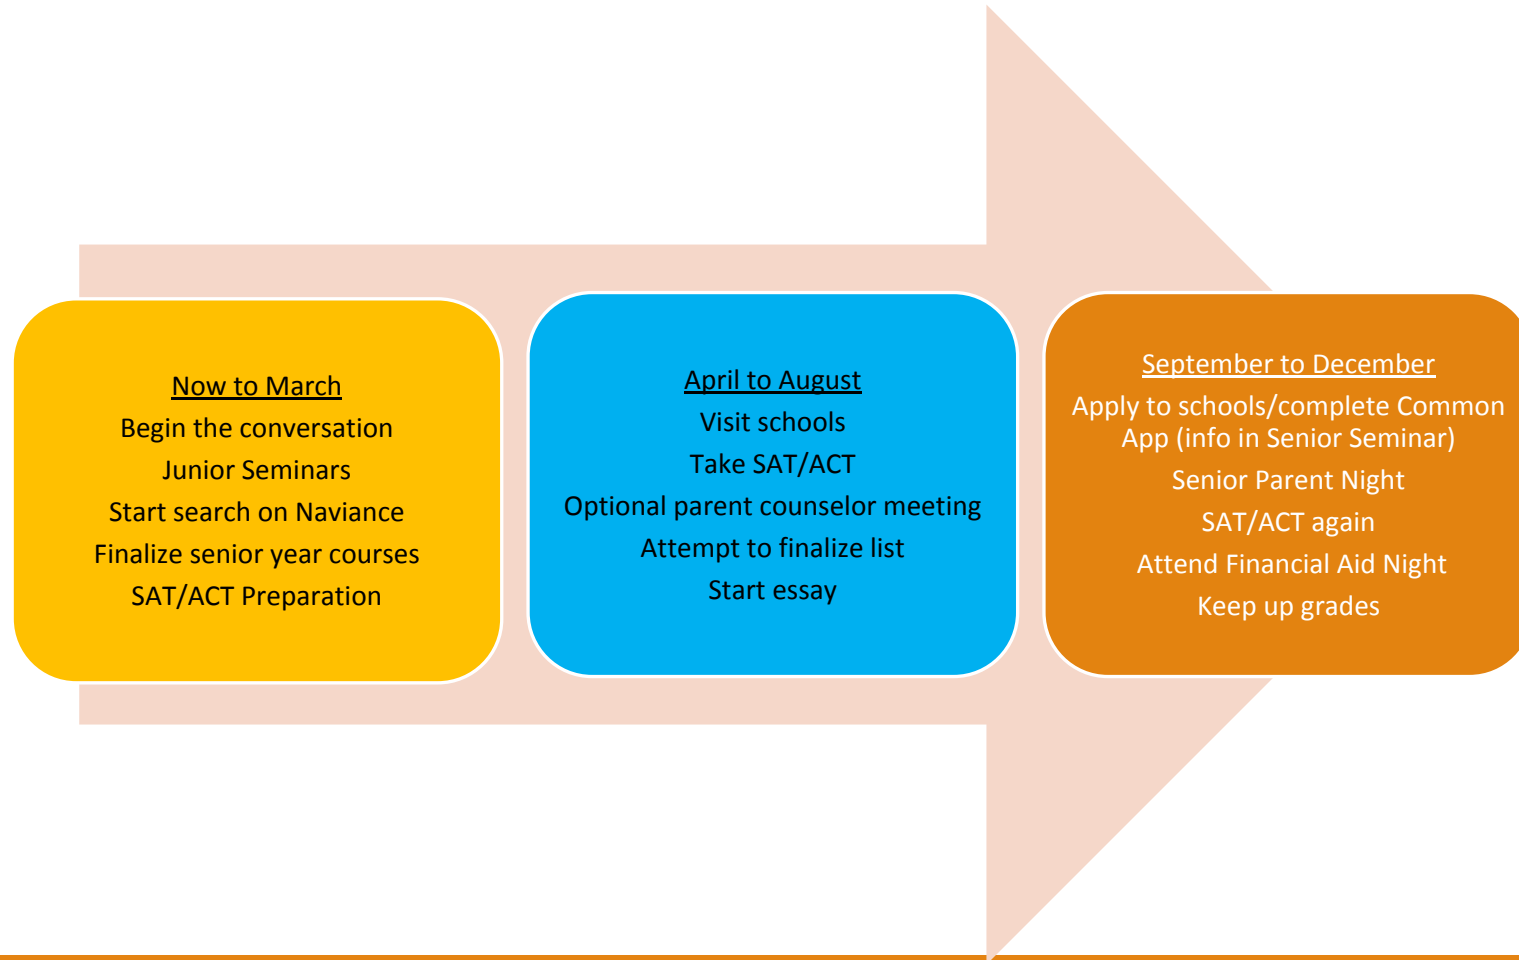 Now to March
Begin the conversation
Junior Seminars
Start search on Naviance
Finalize senior year courses
SAT/ACT Preparation
April to August
Visit schools
Take SAT/ACT
Optional parent counselor meeting
Attempt to finalize list
Start essay
September to December
Apply to schools/complete Common
App (info in Senior Seminar)
Senior Parent Night
SAT/ACT again
Attend Financial Aid Night
Keep up grades